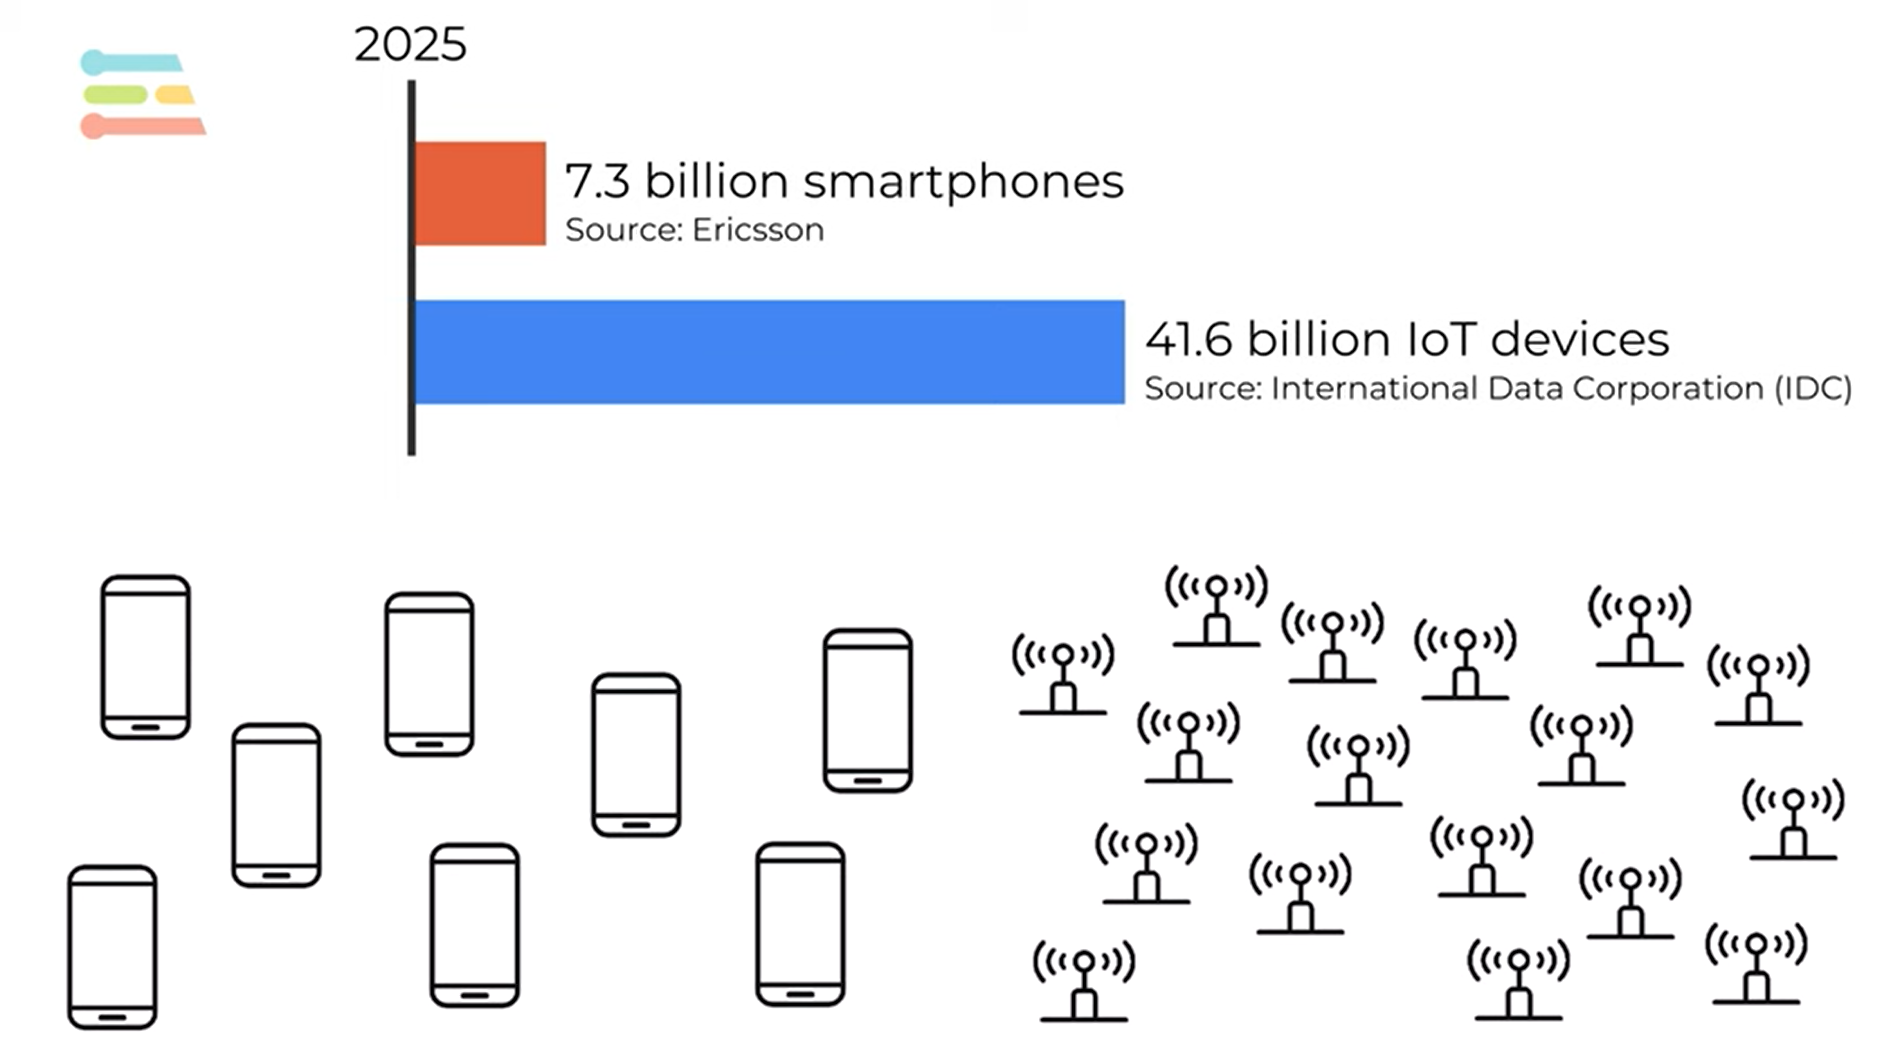 2025
7.3 billion smartphones
Source: Ericsson
41.6 billion IoT devices
Source: International Data Corporation (IDC)